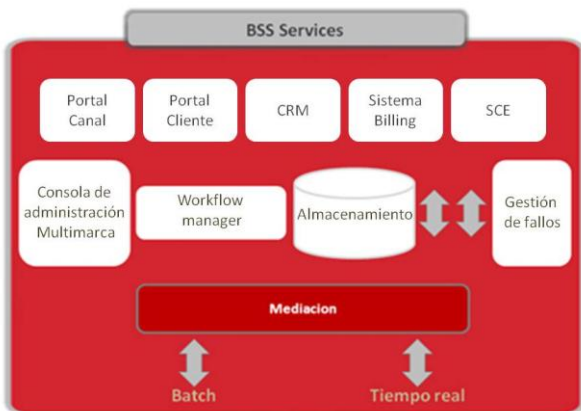 BSS Services
Portal
Canal
Portal
Cliente
CRM
Sistema
Billing
SCE
Consola de
administración
Multimarca
Workflow
manager
Almacenamiento
Gestión
de fallos
Mediacion
Batch
Tiempo real